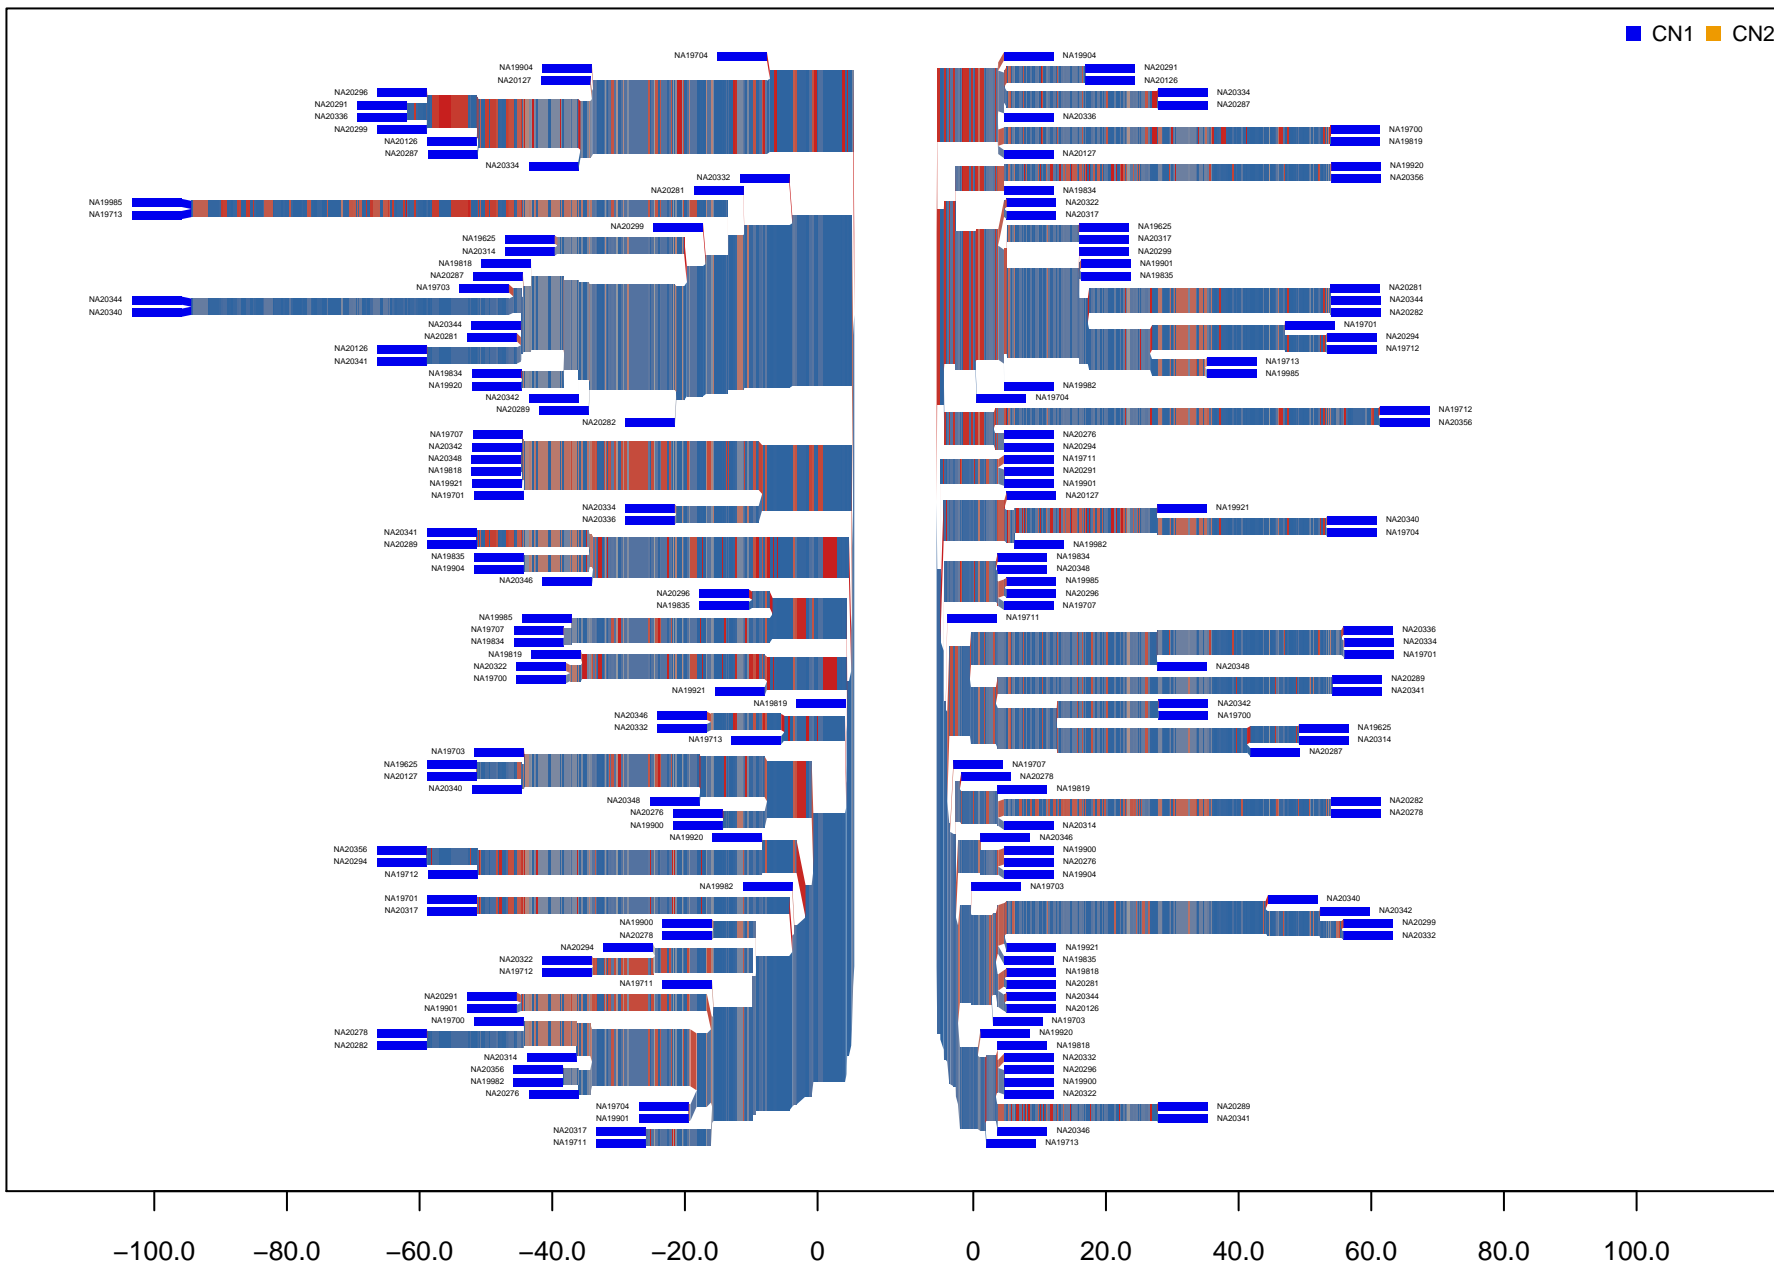 CN1 CN2
NA19704
NA19904
NA20127
NA20296
NA20291
NA20336
NA20299
NA20126
NA20287
NA20334
NA20332
NA20281
NA19985
NA19713
NA20299
NA19625
NA20314
NA19818
NA20287
NA19703
NA20344
NA20340
NA20344
NA20281
NA20126
NA20341
NA19834
NA19920
NA20342
NA20289
NA20282
NA19707
NA20342
NA20348
NA19818
NA19921
NA19701
NA20334
NA20336
NA20341
NA20289
NA19835
NA19904
NA20346
NA20296
NA19835
NA19985
NA19707
NA19834
NA19819
NA20322
NA19700
NA19921
NA19819
NA20346
NA20332
NA19713
NA19703
NA19625
NA20127
NA20340
NA20348
NA20276
NA19900
NA19920
NA20356
NA20294
NA19712
NA19982
NA19701
NA20317
NA19900
NA20278
NA20294
NA20322
NA19712
NA19711
NA20291
NA19901
NA19700
NA20278
NA20282
NA20314
NA20356
NA19982
NA20276
NA19704
NA19901
NA20317
NA19711
NA19904
NA20291
NA20126
NA20334
NA20287
NA20336
NA19700
NA19819
NA20127
NA19920
NA20356
NA19834
NA20322
NA20317
NA19625
NA20317
NA20299
NA19901
NA19835
NA20281
NA20344
NA20282
NA19701
NA20294
NA19712
NA19713
NA19985
NA19982
NA19704
NA19712
NA20356
NA20276
NA20294
NA19711
NA20291
NA19901
NA20127
NA19921
NA20340
NA19704
NA19982
NA19834
NA20348
NA19985
NA20296
NA19707
NA19711
NA20336
NA20334
NA19701
NA20348
NA20289
NA20341
NA20342
NA19700
NA19625
NA20314
NA20287
NA19707
NA20278
NA19819
NA20282
NA20278
NA20314
NA20346
NA19900
NA20276
NA19904
NA19703
NA20340
NA20342
NA20299
NA20332
NA19921
NA19835
NA19818
NA20281
NA20344
NA20126
NA19703
NA19920
NA19818
NA20332
NA20296
NA19900
NA20322
NA20289
NA20341
NA20346
NA19713
−100.0 −80.0 −60.0 −40.0 −20.0 0 0 20.0 40.0 60.0 80.0 100.0